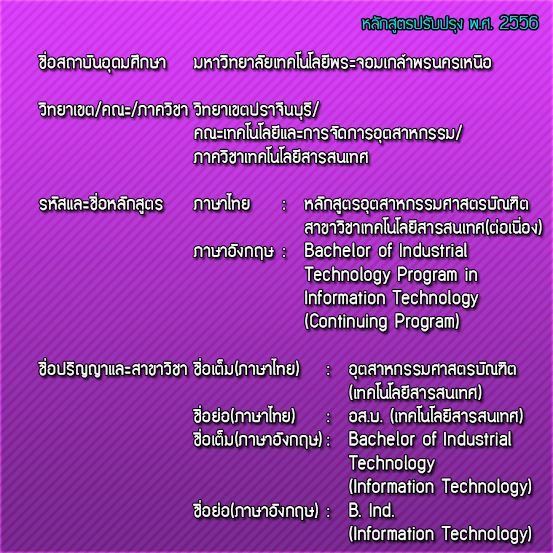 หลักสูตรปรับปรุง พ.ศ. 2556
ชื่อสถาบันอุดมศึกษา มหาวิทยาลัยเทคโนโลยีพระจอมเกล้าพรนครเหนือ
วิทยาเขต/คณะ/ภาควิชา วิทยาเขตปราจีนบุรี/
คณะเทคโนโลยีและการจัดการอุตสาหกรรม/
ภาควิชาเทคโนโลยีสารสนเทศ
รหัสและชื่อหลักสูตร ภาษาไทย : หลักสูตรอุตสาหกรรมศาสตรบัณฑิต
สาขาวิชาเทคโนโลยีสารสนเทศ(ต่อเนื่อง)
ภาษาอังกฤษ : Bachelor of Industrial
Technology Program in
Information Technology
(Continuing Program)
ชื่อปริญญาและสาขาวิชา ชื่อเต็ม(ภาษาไทย) : อุตสาหกรรมศาสตรบัณฑิต
(เทคโนโลยีสารสนเทศ)
ชื่อย่อ(ภาษาไทย) : อส.บ. (เทคโนโลยีสารสนเทศ)
ชื่อเต็ม(ภาษาอังกฤษ) : Bachelor of Industrial
Technology
(Information Technology)
ชื่อย่อ(ภาษาอังกฤษ) : B. Ind.
(Information Technology)